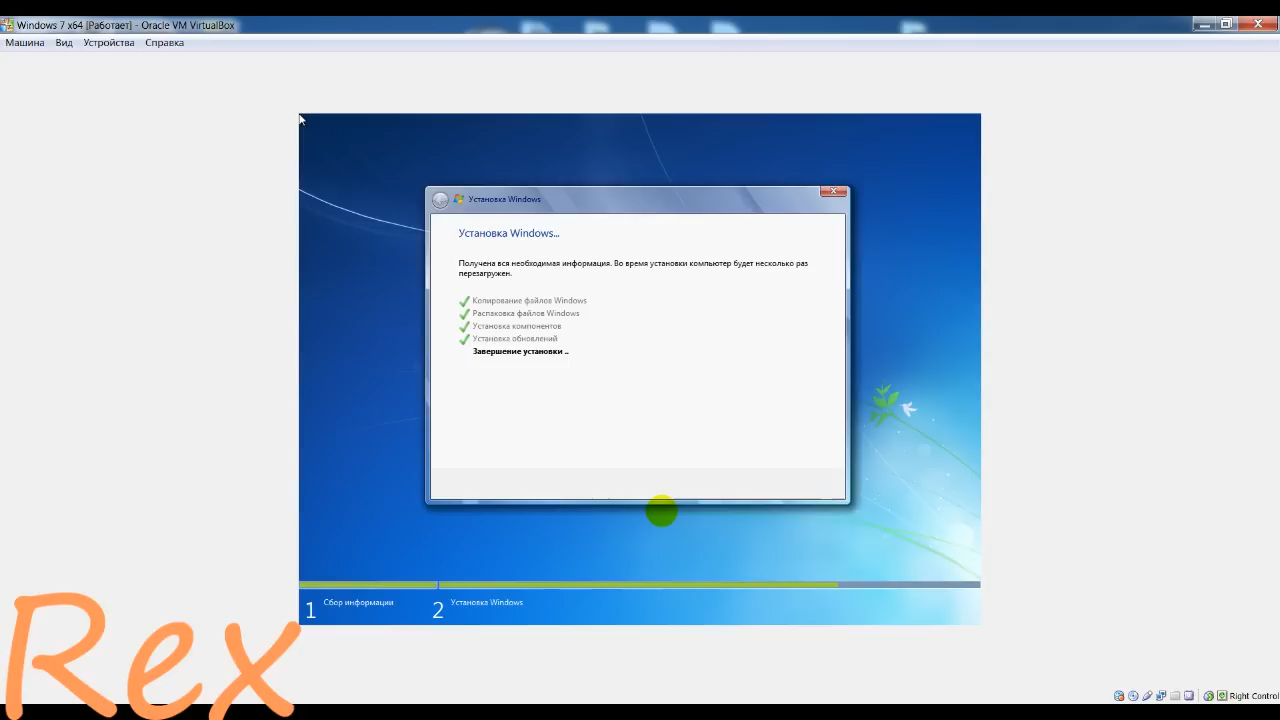 Windows 7 x64 [Работает] - Oracle VM VirtualBox
Машина Вид Устройства Справка
Установка Windows
Установка Windows...
Получена вся необходимая информация. Во время установки компьютер будет несколько раз
перезагружен.
Копирование файлов Windows
Распаковка файлов Windows
Установка компонентов
Установка обновлений
Завершение установки ..
1 Сбор информации 2 Установка Windows
Rex
Right Control